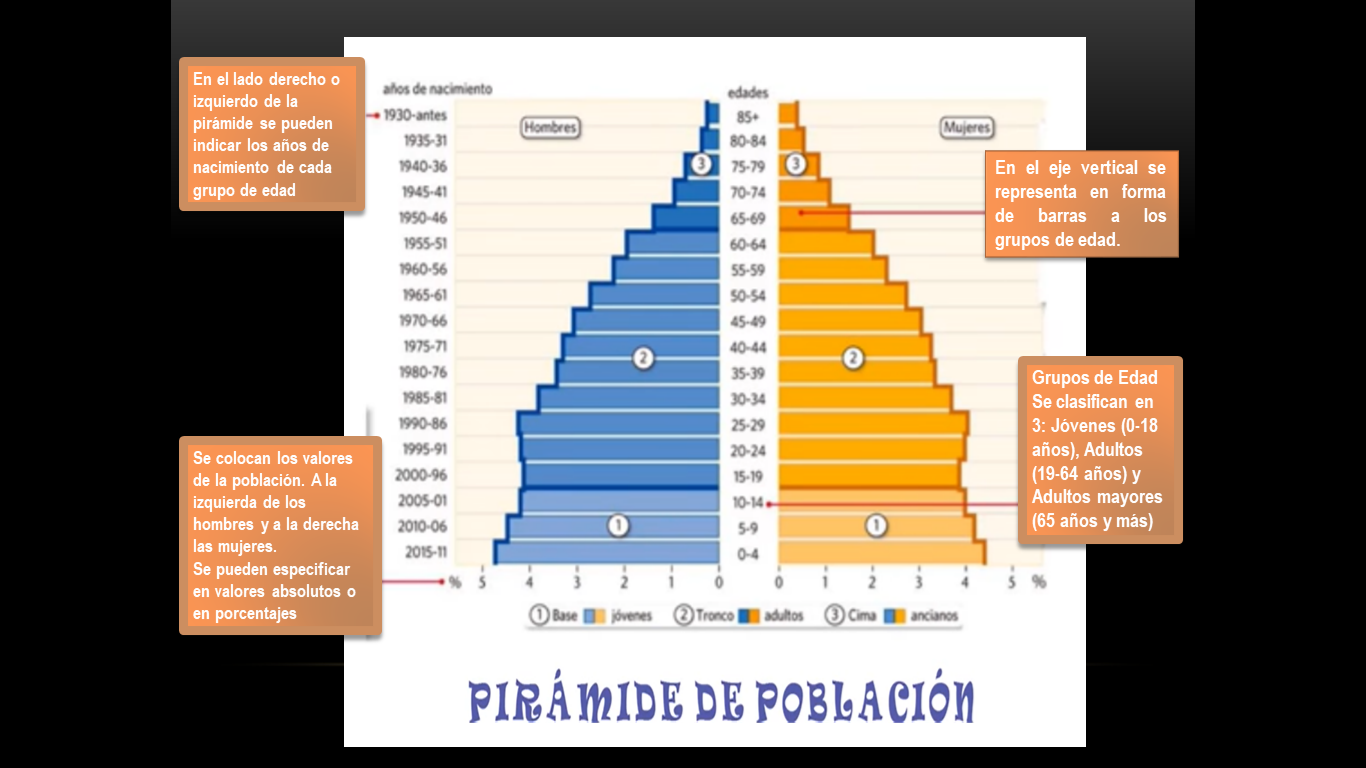 En el lado derecho o
izquierdo de la
pirámide se pueden
indicar los años de
nacimiento de cada
grupo de edad
Se colocan los valores
de la población. A la
izquierda de los
hombres y a la derecha
las mujeres.
Se pueden especificar
en valores absolutos o
en porcentajes
años de nacimiento
edades
Hombres
Mujeres
1930-antes 85+
1935-31 80-84
1940-36 3 75-79 3
1945-41 70-74
1950-46 65-69
1955-51 60-64
1960-56 55-59
1965-61 50-54
1970-66 45-49
1975-71 2 40-44 2
1980-76 35-39
1985-81 30-34
1990-86 25-29
1995-91 20-24
2000-96 15-19
2005-01 10-14
2010-06 1 5-9 1
2015-11 0-4
% 5 4 3 2 1 0 0 1 2 3 4 5 %
1 Base jóvenes 2 Tronco adultos 3 Cima ancianos
PIRÁMIDE DE POBLACIÓN
En el eje vertical se
representa en forma
de barras a los
grupos de edad.
Grupos de Edad
Se clasifican en
3: Jóvenes (0-18
años), Adultos
(19-64 años) y
Adultos mayores
(65 años y más)